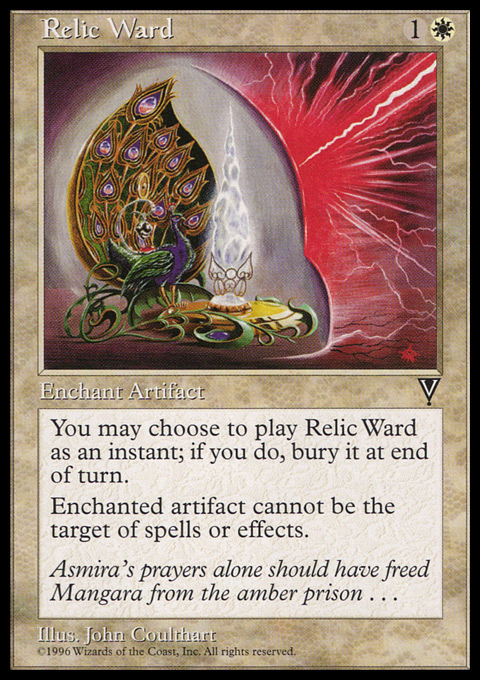 Relic Ward 1
Enchant Artifact
You may choose to play Relic Ward
as an instant; if you do, bury it at end
of turn.
Enchanted artifact cannot be the
target of spells or effects.
Asmira's prayers alone should have freed
Mangara from the amber prison . . .
Illus. John Coulthart
©1996 Wizards of the Coast, Inc. All rights reserved.